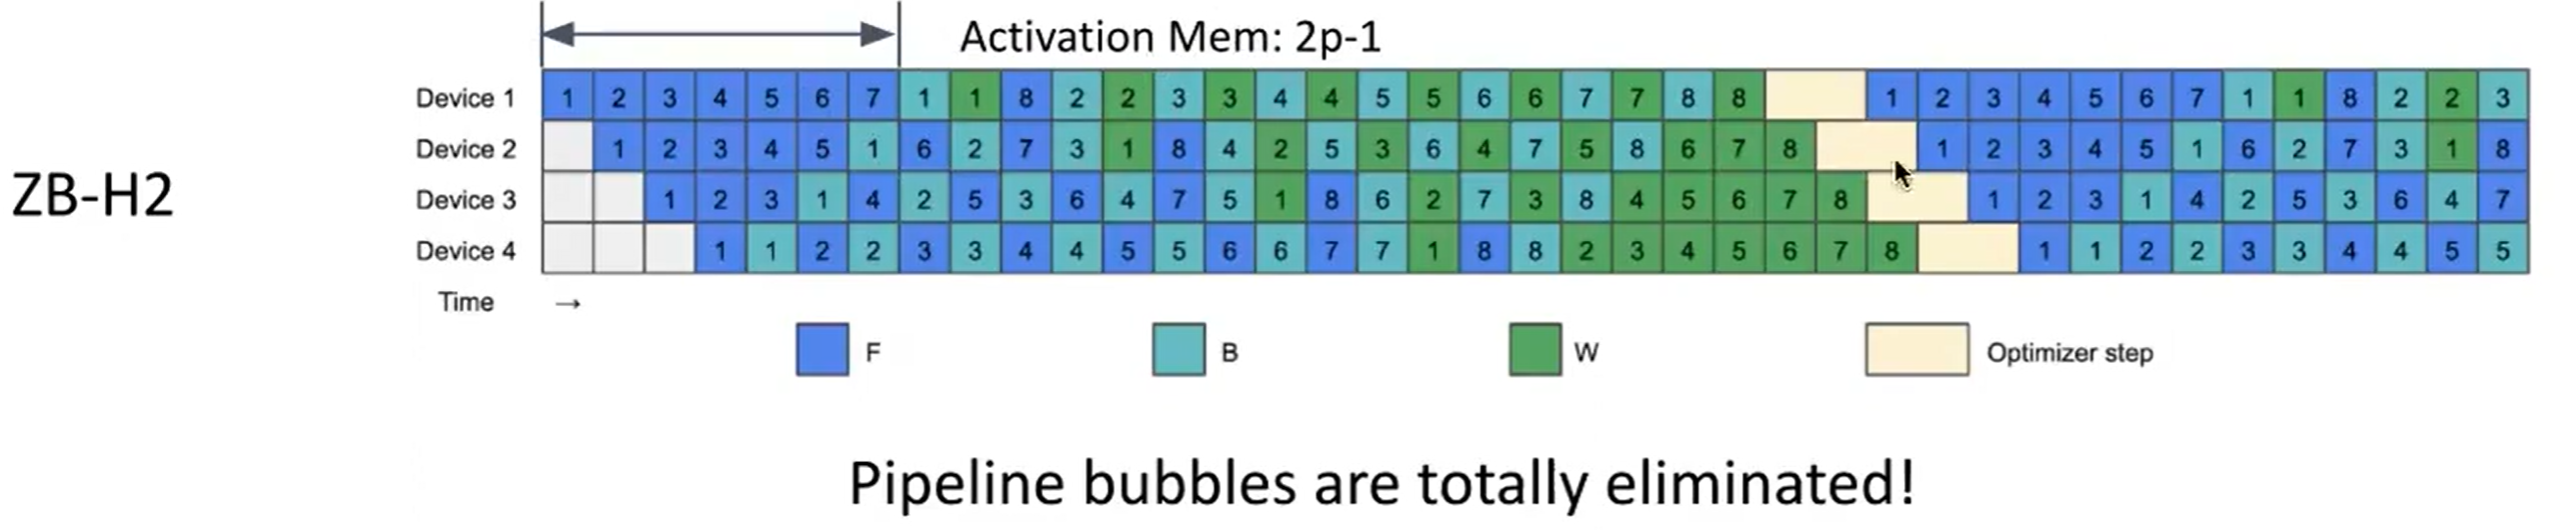 Activation Mem: 2p-1
ZB-H2
Device 1 1 2 3 4 5 6 7 1 1 8 2 2 3 3 4 4 5 5 6 6 7 7 8 8 1 2 3 4 5 6 7 1 1 8 2 2 3
Device 2 1 2 3 4 5 1 6 2 7 3 1 8 4 2 5 3 6 4 7 5 8 6 7 8 1 2 3 4 5 1 6 2 7 3 1 8
Device 3 1 2 3 1 4 2 5 3 6 4 7 5 1 8 6 2 7 3 8 4 5 6 7 8 1 2 3 1 4 2 5 3 6 4 7
Device 4 1 1 2 2 3 3 4 4 5 5 6 6 7 7 1 8 8 2 3 4 5 6 7 8 1 1 2 2 3 3 4 4 5 5
Time →
F B W Optimizer step
Pipeline bubbles are totally eliminated!